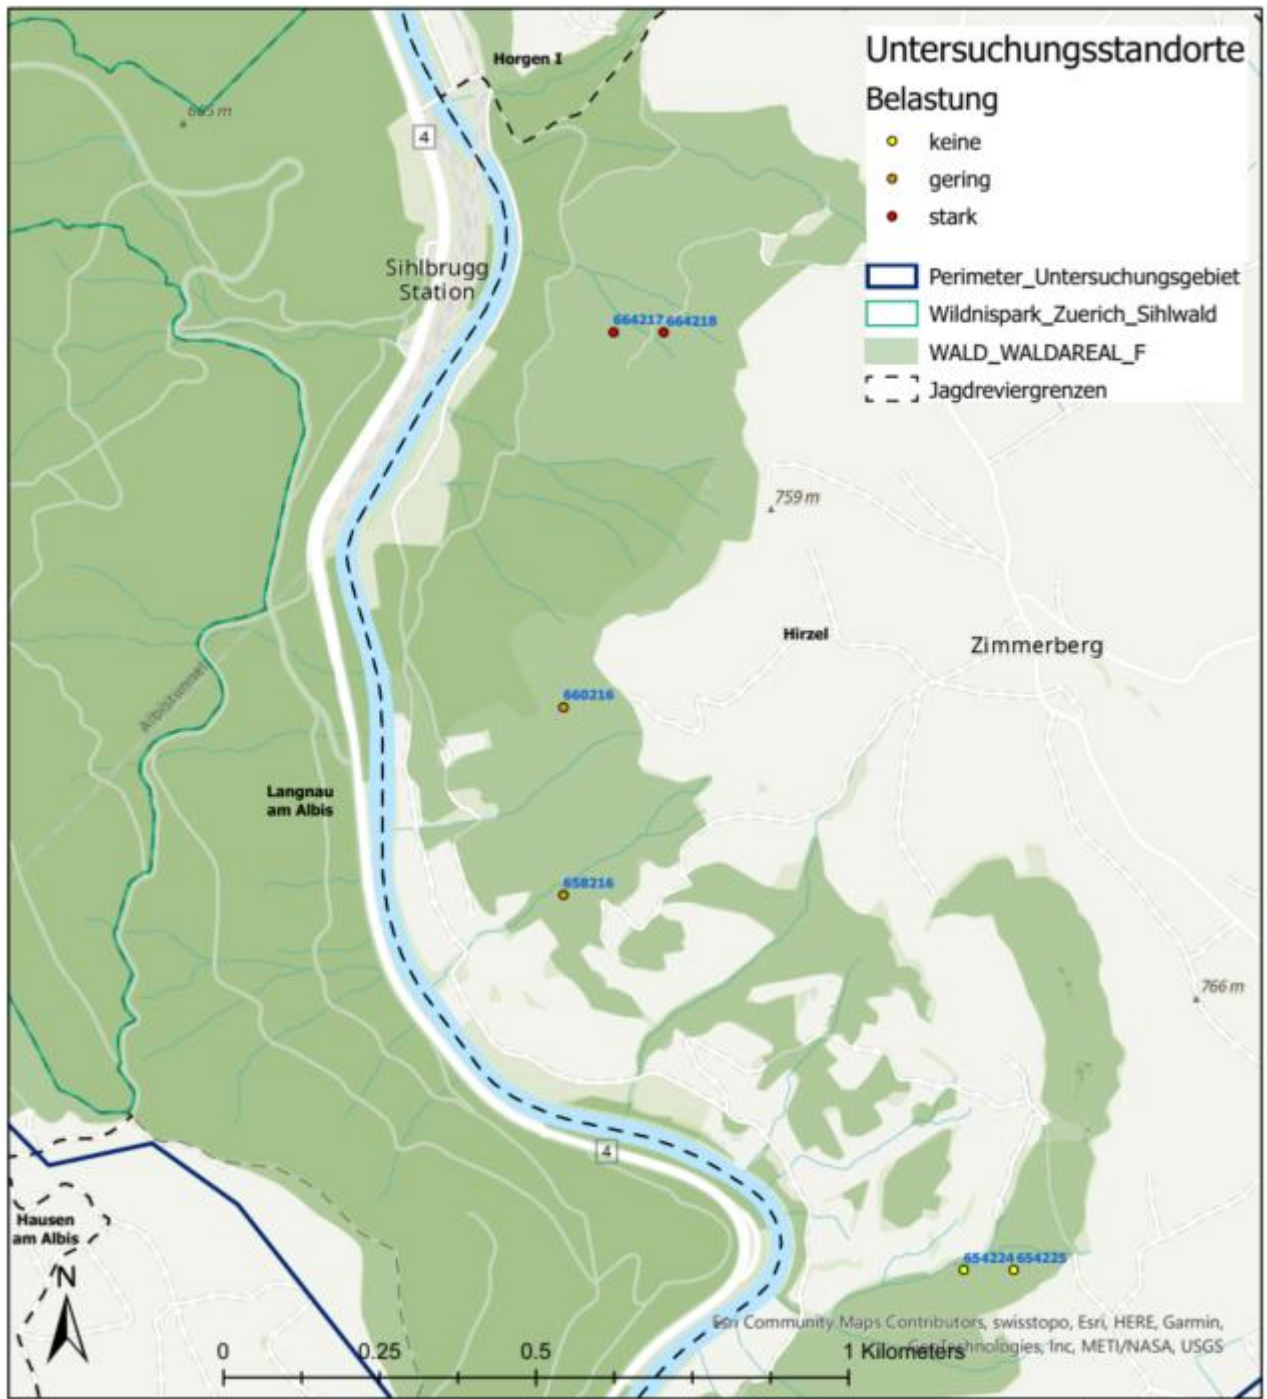 Horgen I
Untersuchungsstandorte
Belastung
keine
gering
stark
Perimeter_Untersuchungsgebiet
Wildnispark_Zuerich_Sihlwald
WALD_WALDAREAL_F
Jagdreviergrenzen
4
Sihlbrugg
Station
664217 664218
759 m
Hirzel
Zimmerberg
660216
Albistunnel
Langnau
am Albis
658216
766 m
4
Hausen
am Albis
N
654224 654225
Esri Community Maps Contributors, swisstopo, Esri, HERE, Garmin,
GeoTechnologies, Inc, METI/NASA, USGS
0 0.25 0.5 1 Kilometers